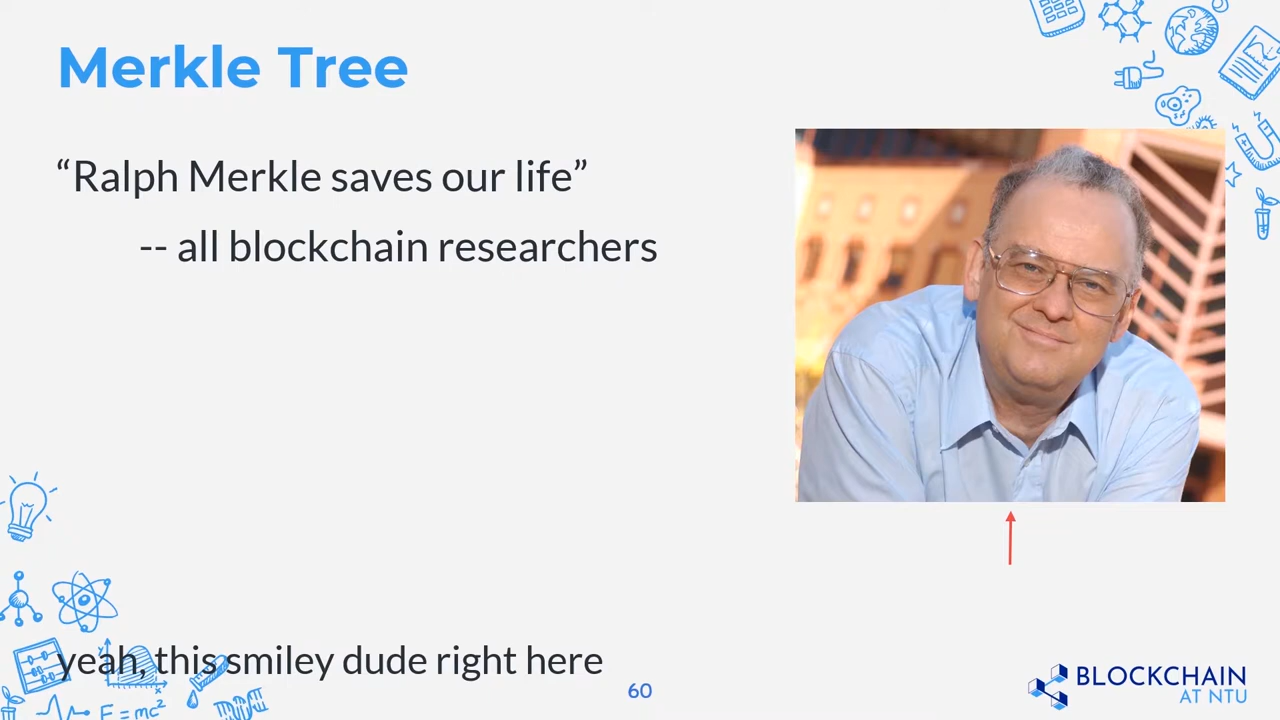 Merkle Tree
“Ralph Merkle saves our life”
-- all blockchain researchers
yeah, this smiley dude right here
60
BLOCKCHAIN
AT NTU
E=mc²